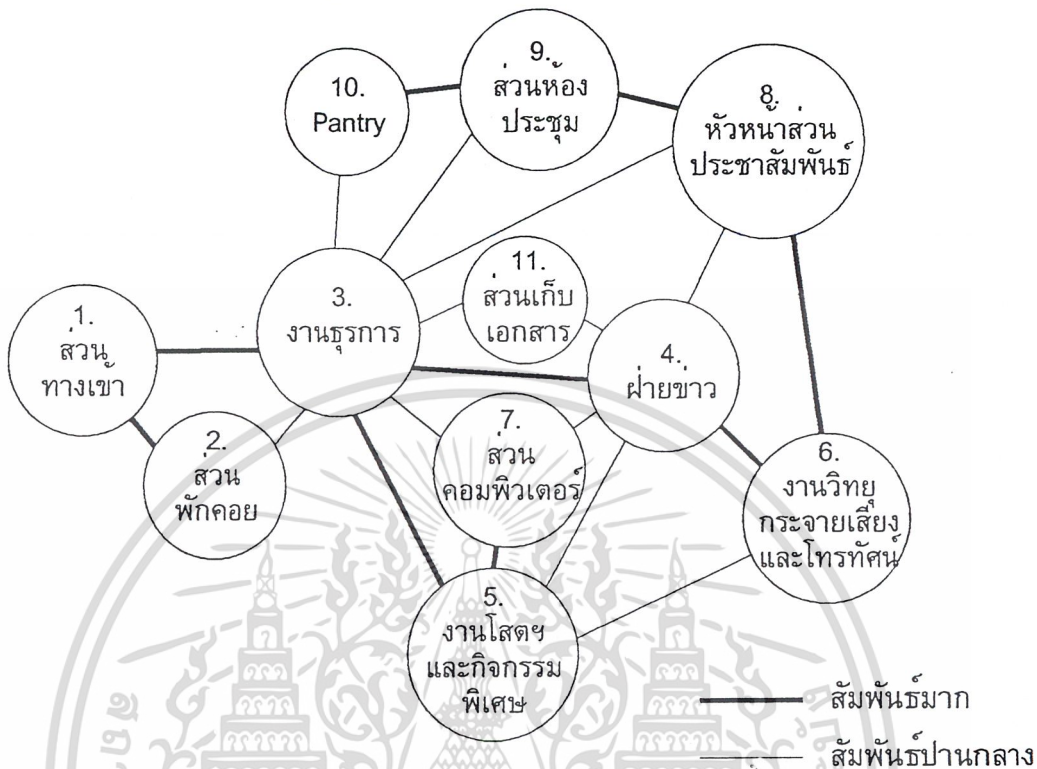 9.
ส่วนห้อง
ประชุม
10.
Pantry
8.
หัวหน้าส่วน
ประชาสัมพันธ์
11.
ส่วนเก็บ
เอกสาร
3.
งานธุรการ
1.
ส่วน
ทางเข้า
4.
ฝ่ายข่าว
2.
ส่วน
พักคอย
7.
ส่วน
คอมพิวเตอร์
6.
งานวิทยุ
กระจายเสียง
และโทรทัศน์
5.
งานโสตฯ
และกิจกรรม
พิเศษ
สัมพันธ์มาก
สัมพันธ์ปานกลาง